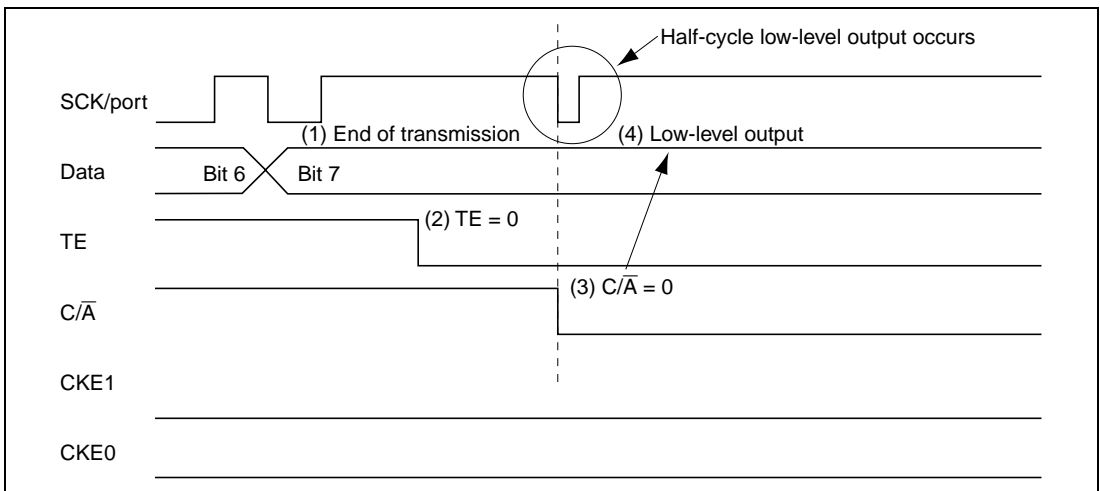 Half-cycle low-level output occurs
SCK/port
(1) End of transmission
(4) Low-level output
Data
Bit 6
Bit 7
(2) TE = 0
TE
(3) C/A̅ = 0
C/A̅
CKE1
CKE0